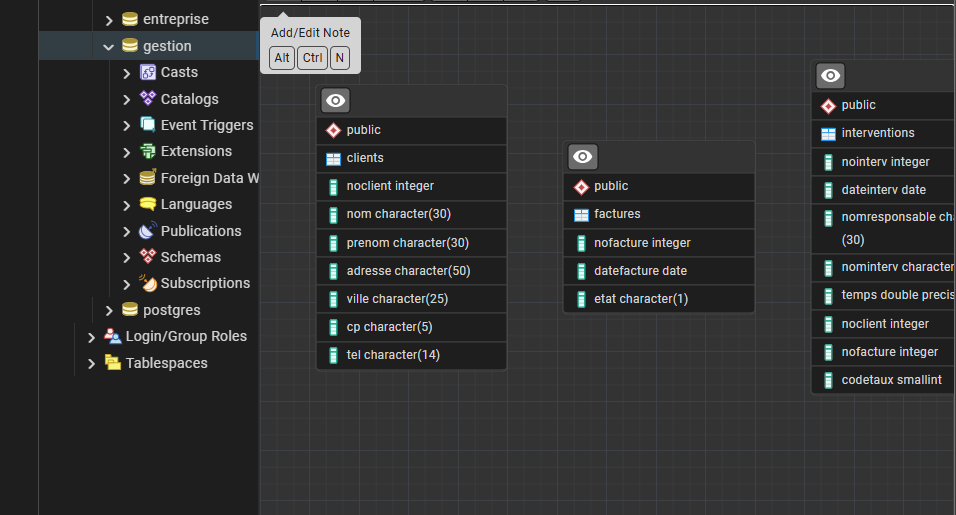 entreprise
gestion
Casts
Catalogs
Event Triggers
Extensions
Foreign Data W
Languages
Publications
Schemas
Subscriptions
postgres
Login/Group Roles
Tablespaces
Add/Edit Note
Alt Ctrl N
public
clients
noclient integer
nom character(30)
prenom character(30)
adresse character(50)
ville character(25)
cp character(5)
tel character(14)
public
factures
nofacture integer
datefacture date
etat character(1)
public
interventions
nointerv integer
dateinterv date
nomresponsable cha
(30)
nominterv character
temps double precis
noclient integer
nofacture integer
codetaux smallint